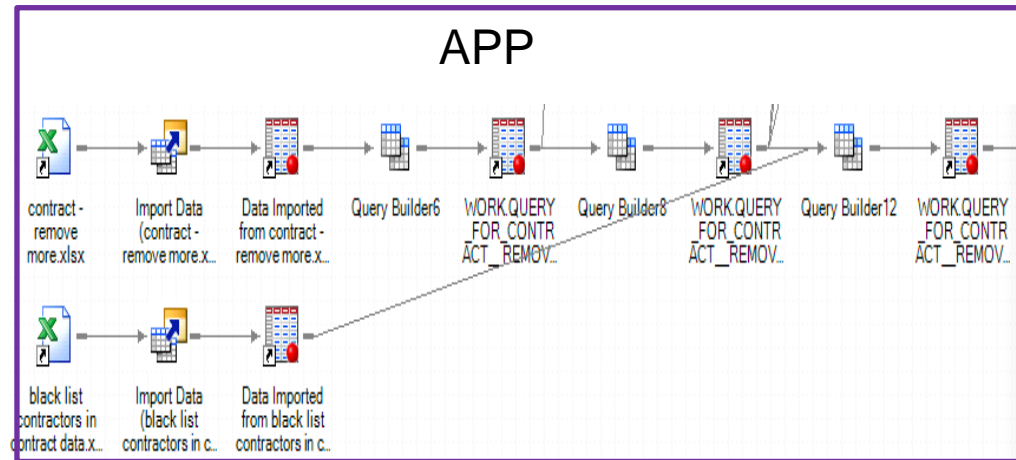 APP
contract -
remove
more.xlsx
Import Data
(contract -
remove more.x...
Data Imported
from contract -
remove more.x...
Query Builder6
WORK.QUERY
_FOR_CONTR
ACT__REMOV...
Query Builder8
WORK.QUERY
_FOR_CONTR
ACT__REMOV...
Query Builder12
WORK.QUERY
_FOR_CONTR
ACT__REMOV...
black list
contractors in
contract data.x...
Import Data
(black list
contractors in c...
Data Imported
from black list
contractors in c...